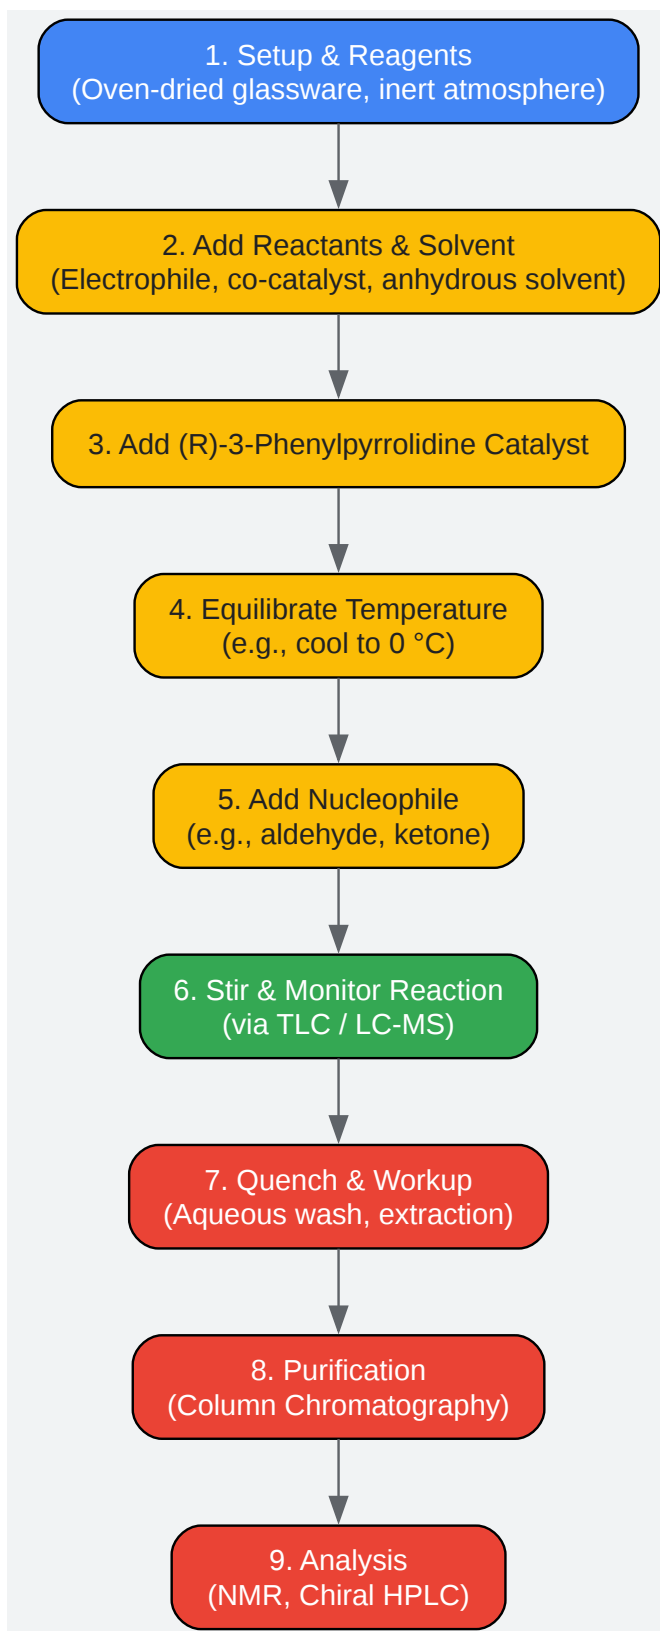 1. Setup & Reagents
(Oven-dried glassware, inert atmosphere)
2. Add Reactants & Solvent
(Electrophile, co-catalyst, anhydrous solvent)
3. Add (R)-3-Phenylpyrrolidine Catalyst
4. Equilibrate Temperature
(e.g., cool to 0 °C)
5. Add Nucleophile
(e.g., aldehyde, ketone)
6. Stir & Monitor Reaction
(via TLC / LC-MS)
7. Quench & Workup
(Aqueous wash, extraction)
8. Purification
(Column Chromatography)
9. Analysis
(NMR, Chiral HPLC)